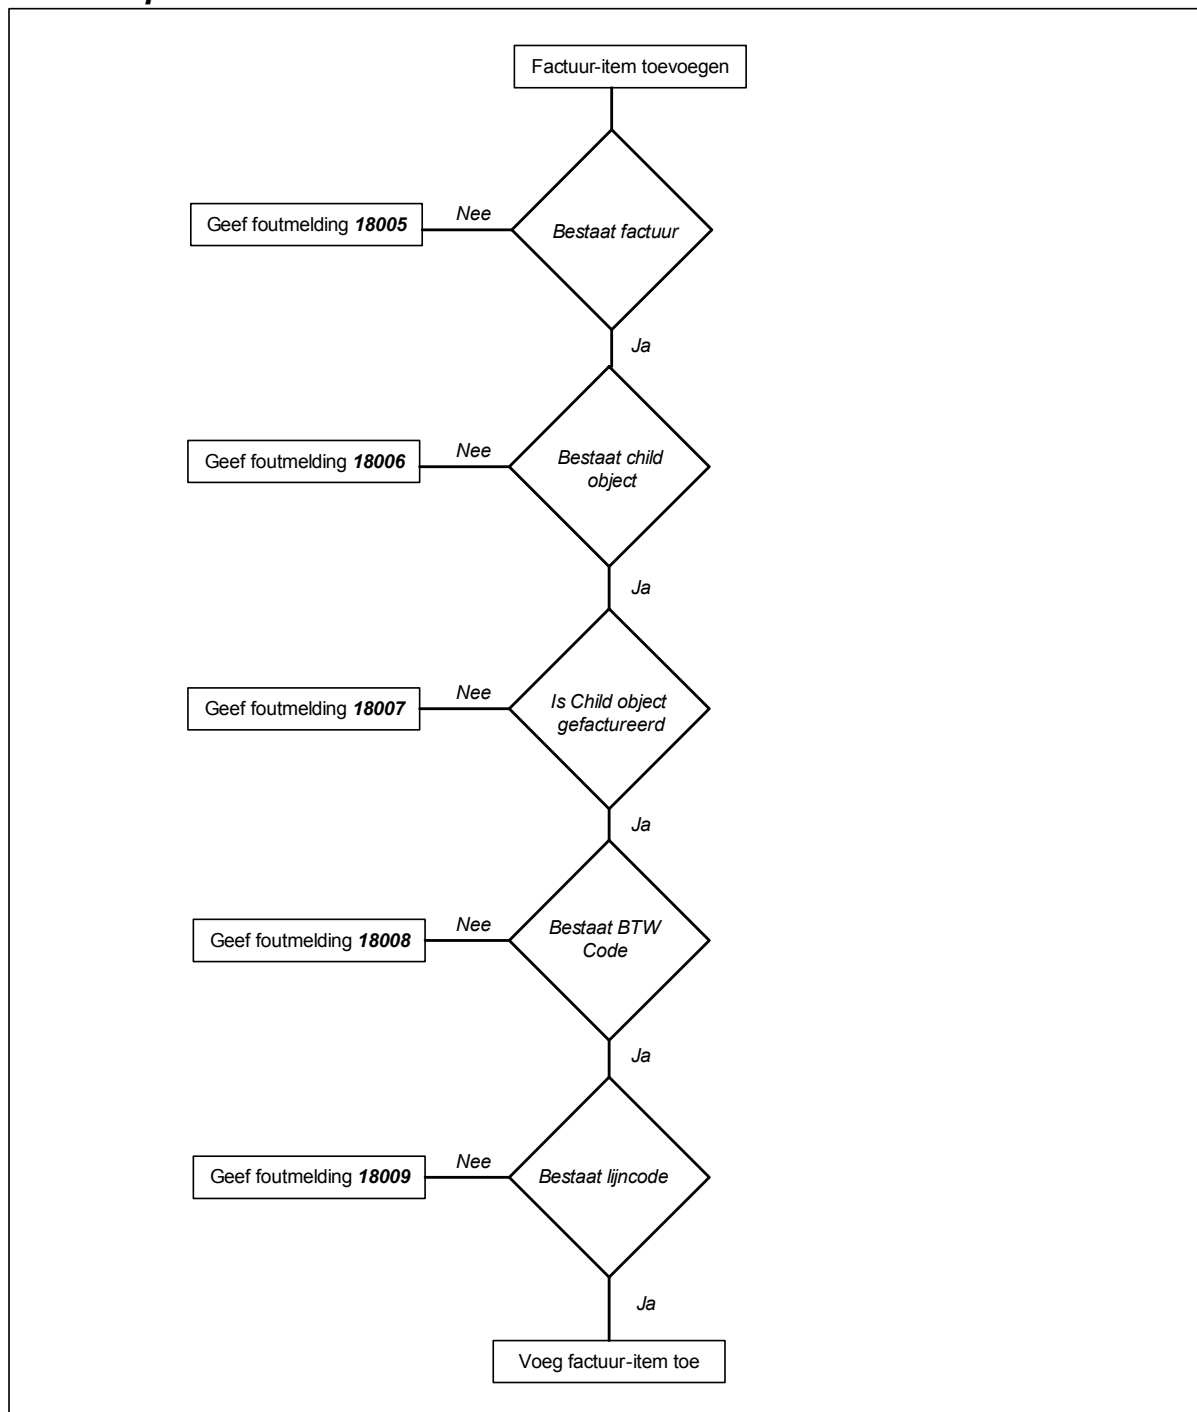 Factuur-item toevoegen
Bestaat factuur
Nee
Geef foutmelding 18005
Ja
Bestaat child
object
Nee
Geef foutmelding 18006
Ja
Is Child object
gefactureerd
Nee
Geef foutmelding 18007
Ja
Bestaat BTW
Code
Nee
Geef foutmelding 18008
Ja
Bestaat lijncode
Nee
Geef foutmelding 18009
Ja
Voeg factuur-item toe